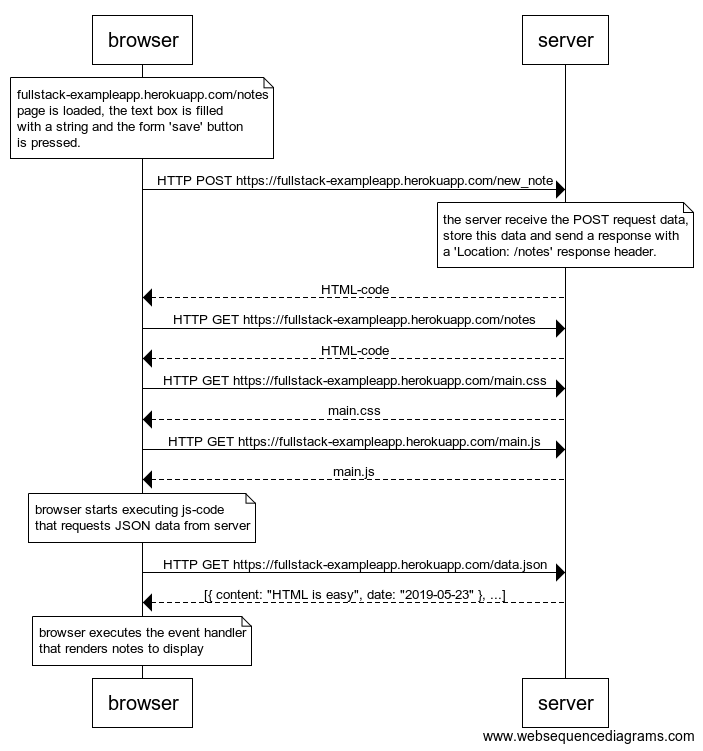 browser
server
fullstack-exampleapp.herokuapp.com/notes
page is loaded, the text box is filled
with a string and the form 'save' button
is pressed.
HTTP POST https://fullstack-exampleapp.herokuapp.com/new_note
the server receive the POST request data,
store this data and send a response with
a 'Location: /notes' response header.
HTML-code
HTTP GET https://fullstack-exampleapp.herokuapp.com/notes
HTML-code
HTTP GET https://fullstack-exampleapp.herokuapp.com/main.css
main.css
HTTP GET https://fullstack-exampleapp.herokuapp.com/main.js
main.js
browser starts executing js-code
that requests JSON data from server
HTTP GET https://fullstack-exampleapp.herokuapp.com/data.json
[{ content: "HTML is easy", date: "2019-05-23" }, ...]
browser executes the event handler
that renders notes to display
browser
server
www.websequencediagrams.com